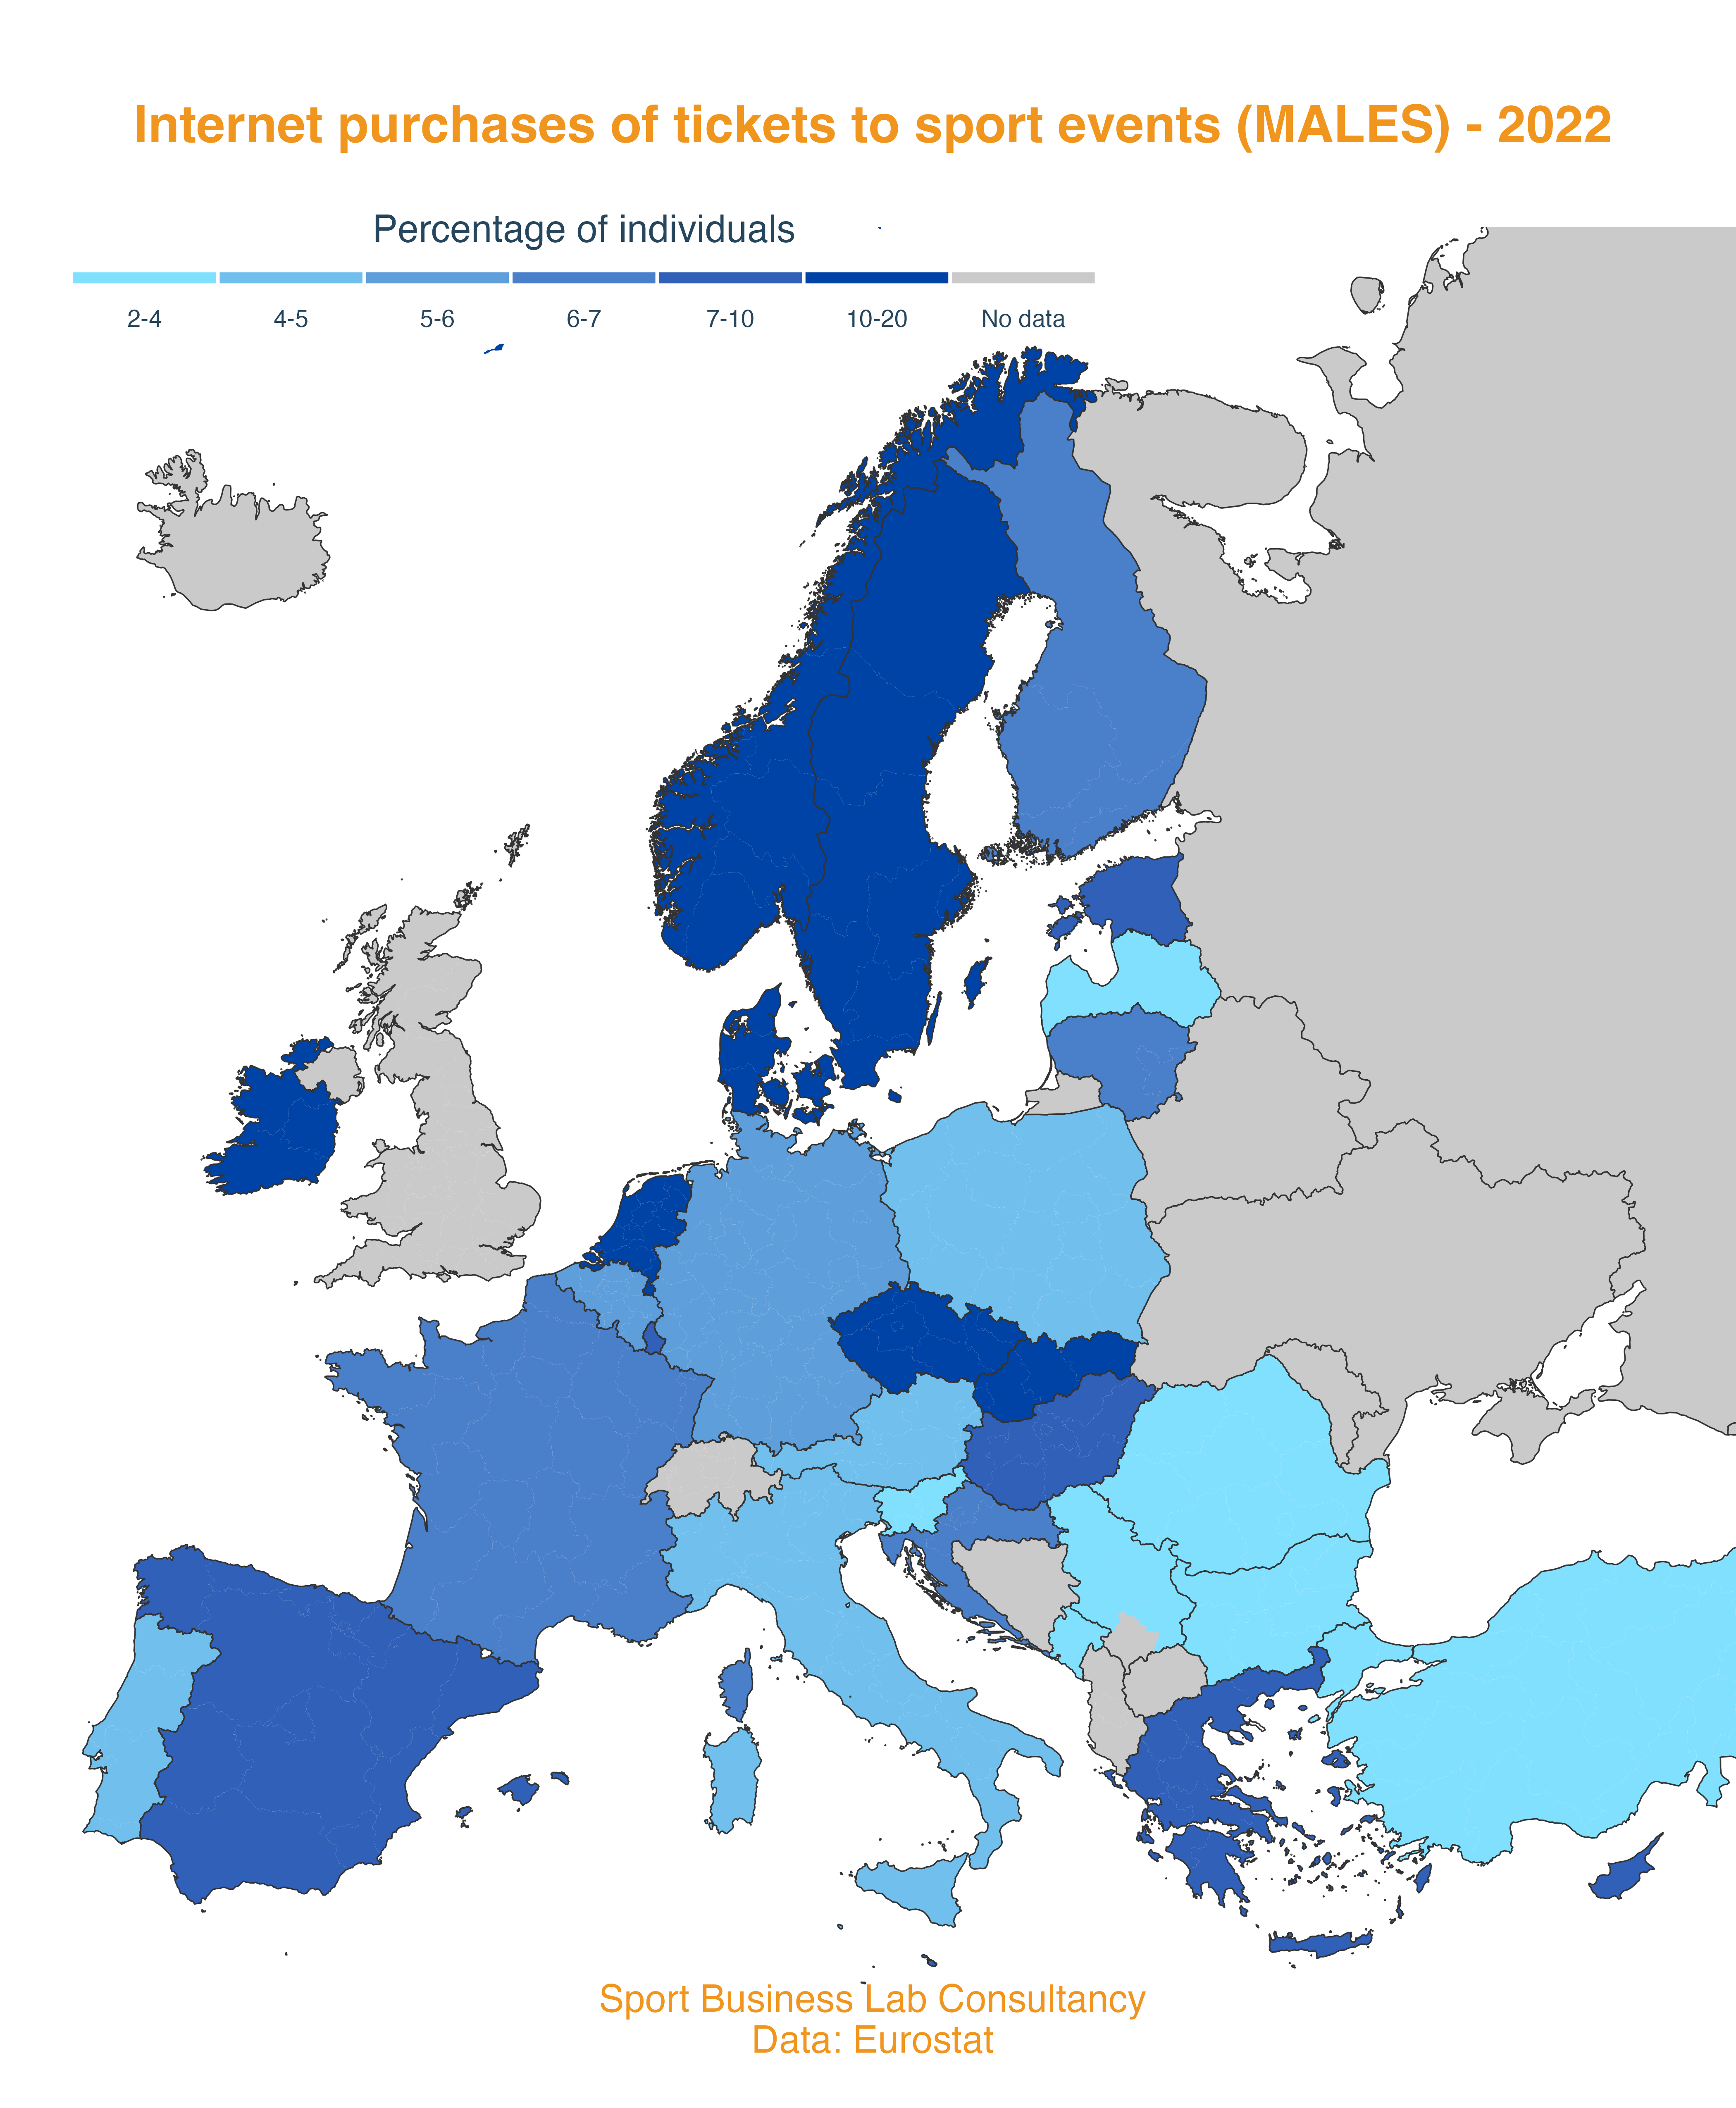 Internet purchases of tickets to sport events (MALES) - 2022
Percentage of individuals
2-4 4-5 5-6 6-7 7-10 10-20 No data
Sport Business Lab Consultancy
Data: Eurostat